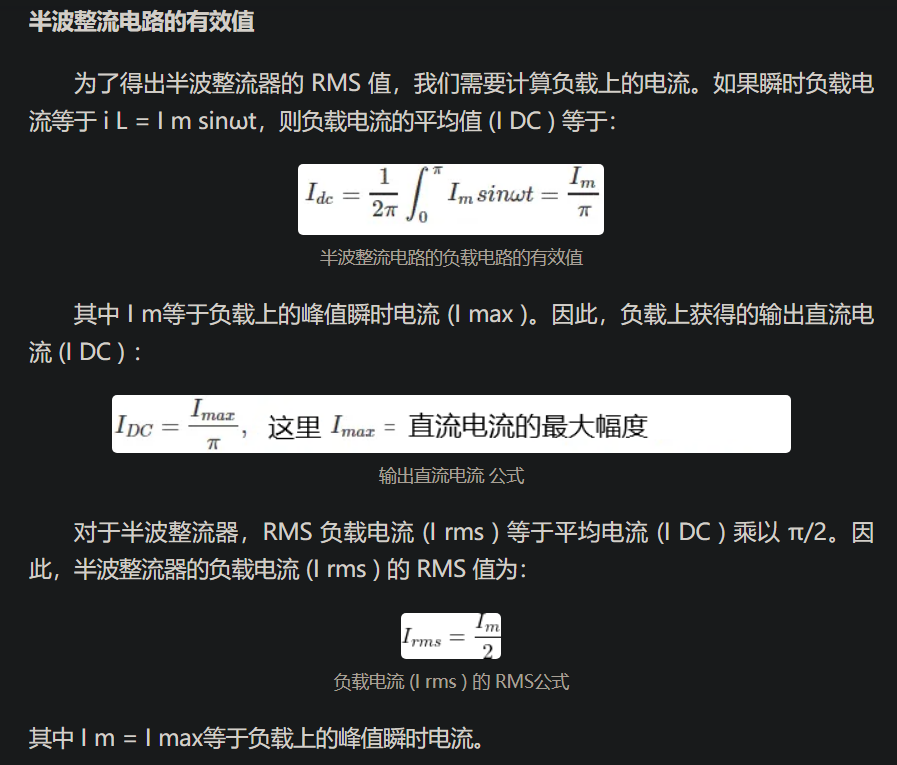 半波整流电路的有效值
为了得出半波整流器的 RMS 值，我们需要计算负载上的电流。如果瞬时负载电
流等于 i L = I m sinωt，则负载电流的平均值 (I DC ) 等于：
I_{dc} = \frac{1}{2π} \int_0^π I_m sinωt = \frac{I_m}{π}
半波整流电路的负载电路的有效值
其中 I m等于负载上的峰值瞬时电流 (I max )。因此，负载上获得的输出直流电
流 (I DC )：
I_{DC} = \frac{I_{max}}{π}, 这里 I_{max} = 直流电流的最大幅度
输出直流电流 公式
对于半波整流器，RMS 负载电流 (I rms ) 等于平均电流 (I DC ) 乘以 π/2。因
此，半波整流器的负载电流 (I rms ) 的 RMS 值为：
I_{rms} = \frac{I_m}{2}
负载电流 (I rms ) 的 RMS公式
其中 I m = I max等于负载上的峰值瞬时电流。